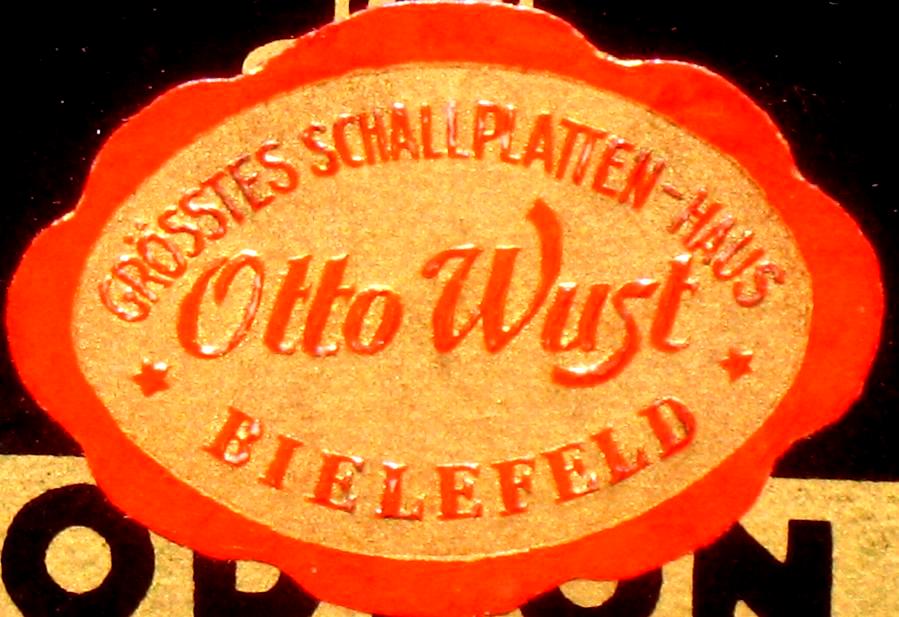 GRÖSSTES SCHALLPLATTEN-HAUS
Otto Wust
BIELEFELD